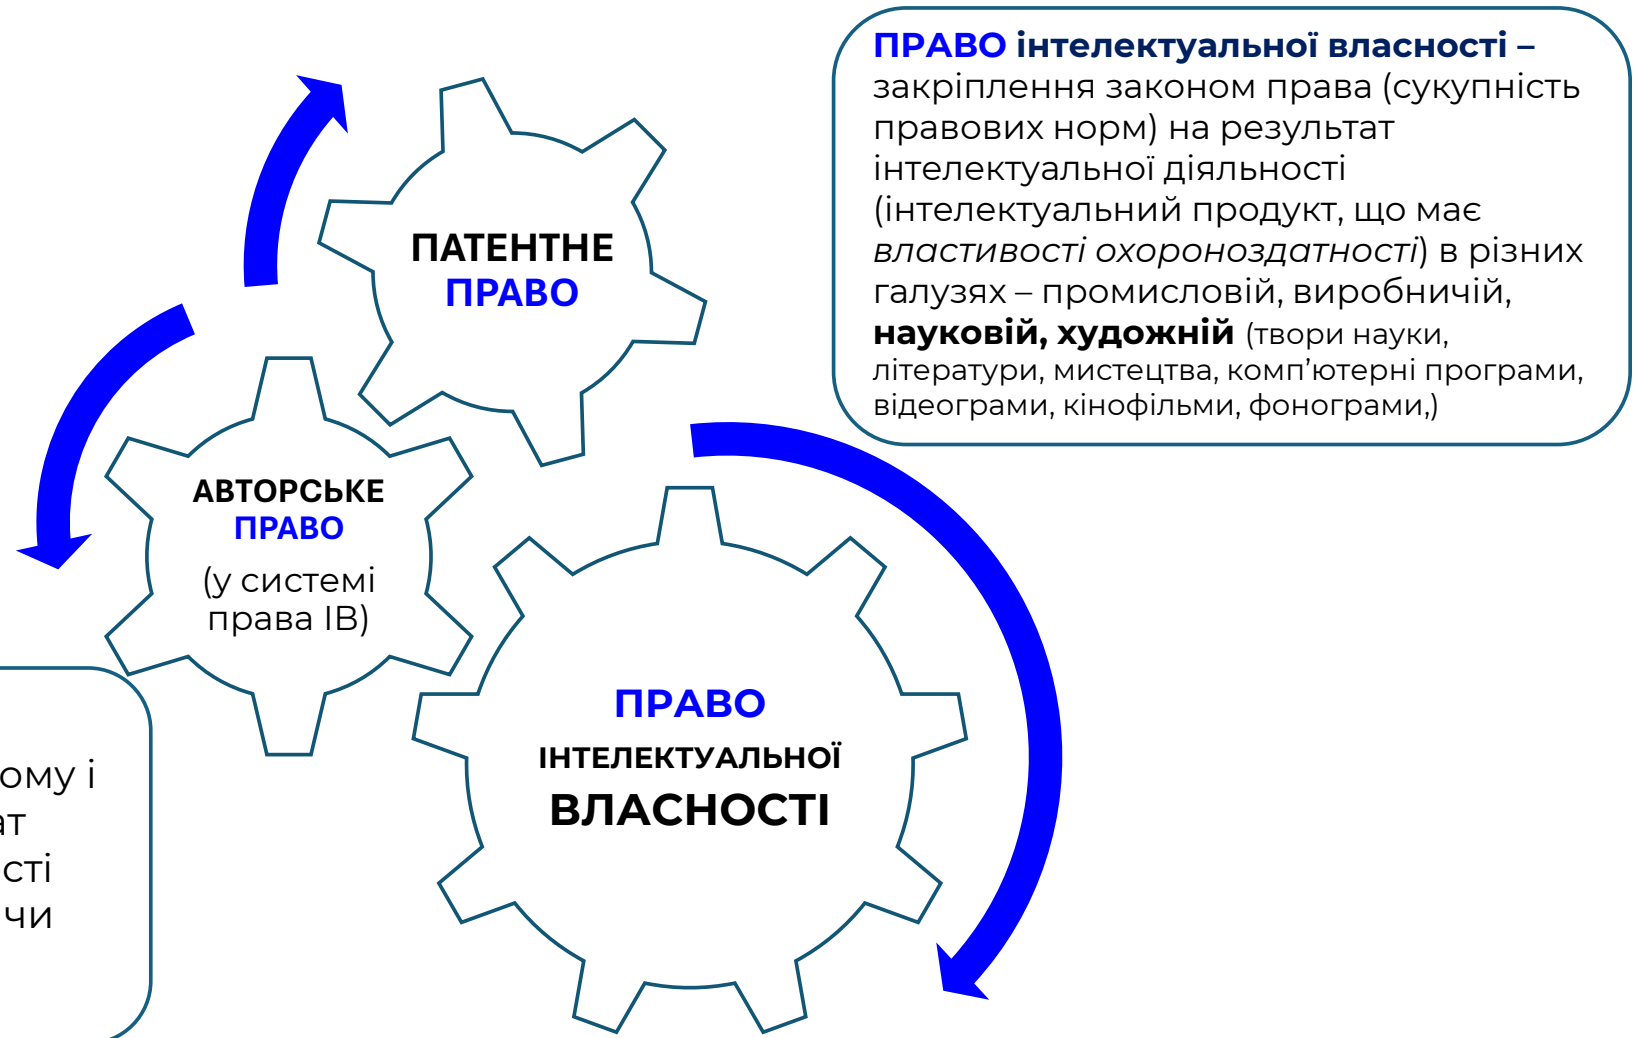 ПРАВО інтелектуальної власності –
закріплення законом права (сукупність
правових норм) на результат
інтелектуальної діяльності
(інтелектуальний продукт, що має
властивості охороноздатності) в різних
галузях – промисловій, виробничій,
науковій, художній (твори науки,
літератури, мистецтва, комп’ютерні програми,
відеограми, кінофільми, фонограми,)
ПАТЕНТНЕ
ПРАВО
АВТОРСЬКЕ
ПРАВО
(у системі
права ІВ)
ПРАВО
ІНТЕЛЕКТУАЛЬНОЇ
ВЛАСНОСТІ
ому і
ат
сті
чи